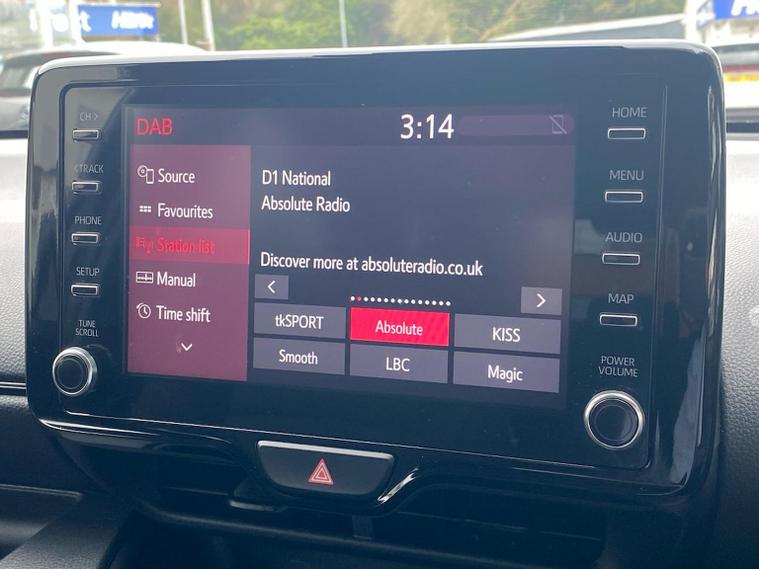 CH >
< TRACK
PHONE
SETUP
TUNE
SCROLL
DAB
3:14
Source
Favourites
Station list
Manual
Time shift
D1 National
Absolute Radio
Discover more at absoluteradio.co.uk
tkSPORT
Absolute
KISS
Smooth
LBC
Magic
HOME
MENU
AUDIO
MAP
POWER
VOLUME